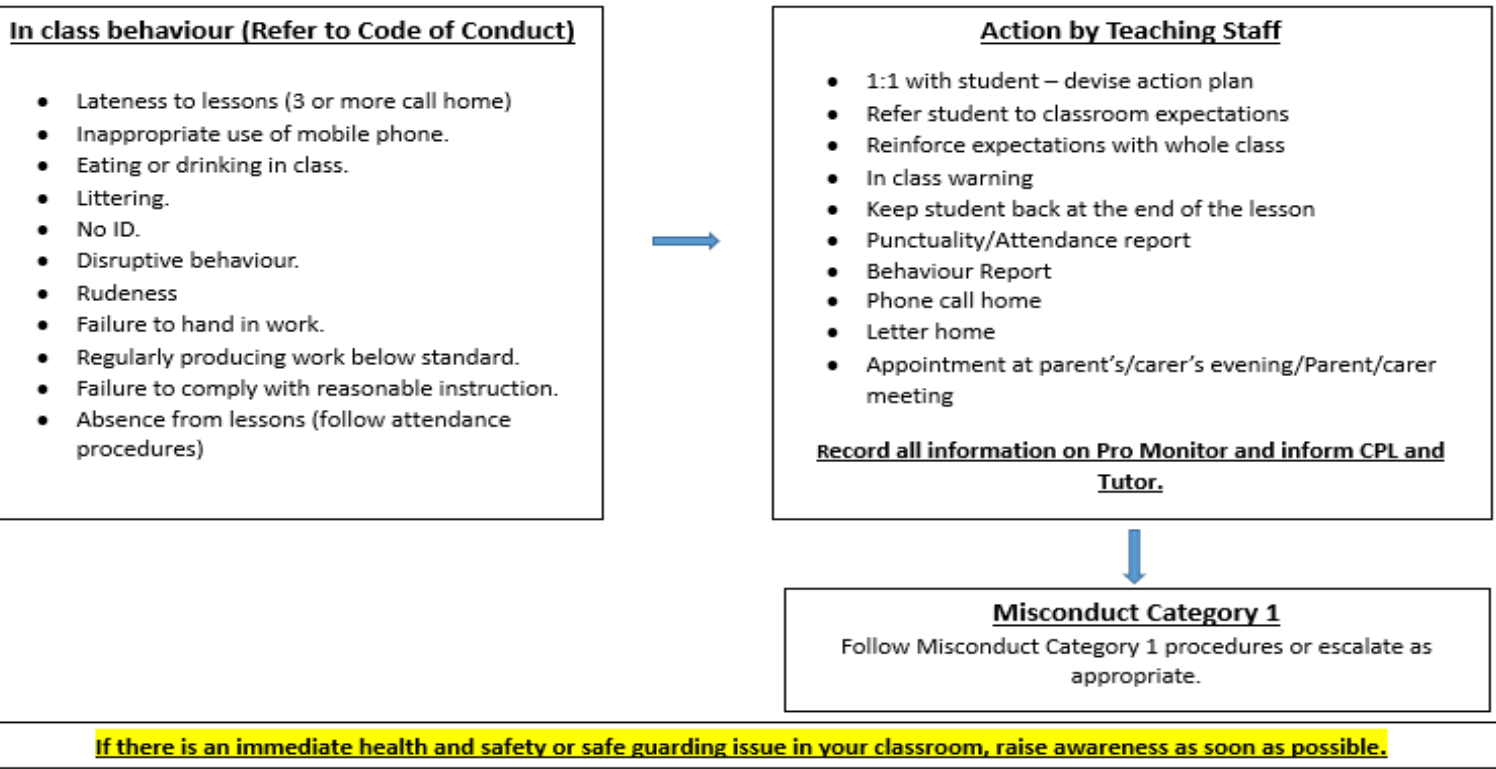 In class behaviour (Refer to Code of Conduct)
● Lateness to lessons (3 or more call home)
● Inappropriate use of mobile phone.
● Eating or drinking in class.
● Littering.
● No ID.
● Disruptive behaviour.
● Rudeness
● Failure to hand in work.
● Regularly producing work below standard.
● Failure to comply with reasonable instruction.
● Absence from lessons (follow attendance
procedures)
Action by Teaching Staff
● 1:1 with student – devise action plan
● Refer student to classroom expectations
● Reinforce expectations with whole class
● In class warning
● Keep student back at the end of the lesson
● Punctuality/Attendance report
● Behaviour Report
● Phone call home
● Letter home
● Appointment at parent's/carer's evening/Parent/carer
meeting
Record all information on Pro Monitor and inform CPL and
Tutor.
Misconduct Category 1
Follow Misconduct Category 1 procedures or escalate as
appropriate.
If there is an immediate health and safety or safe guarding issue in your classroom, raise awareness as soon as possible.